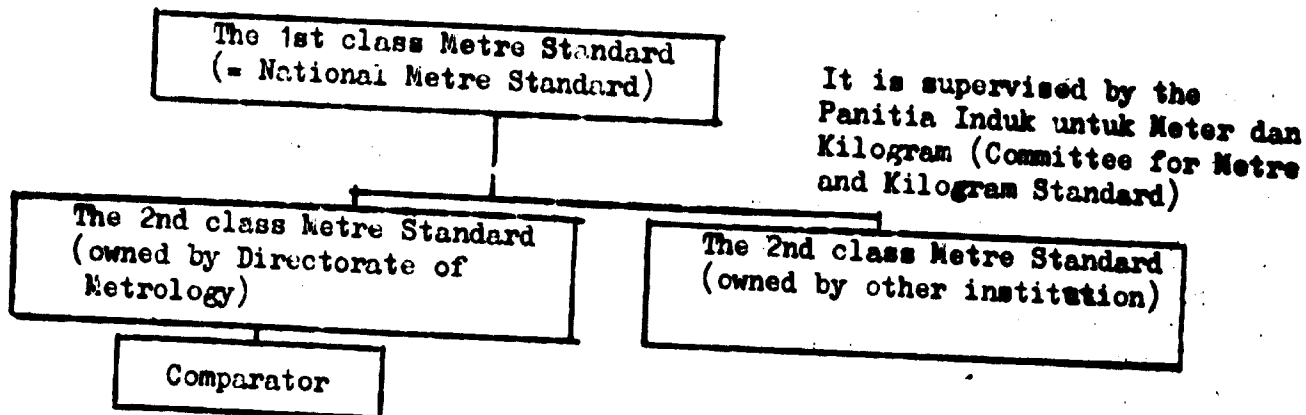 The 1st class Metre Standard
(= National Metre Standard)
It is supervised by the
Panitia Induk untuk Meter dan
Kilogram (Committee for Metre
and Kilogram Standard)
The 2nd class Metre Standard
(owned by Directorate of
Metrology)
The 2nd class Metre Standard
(owned by other institution)
Comparator